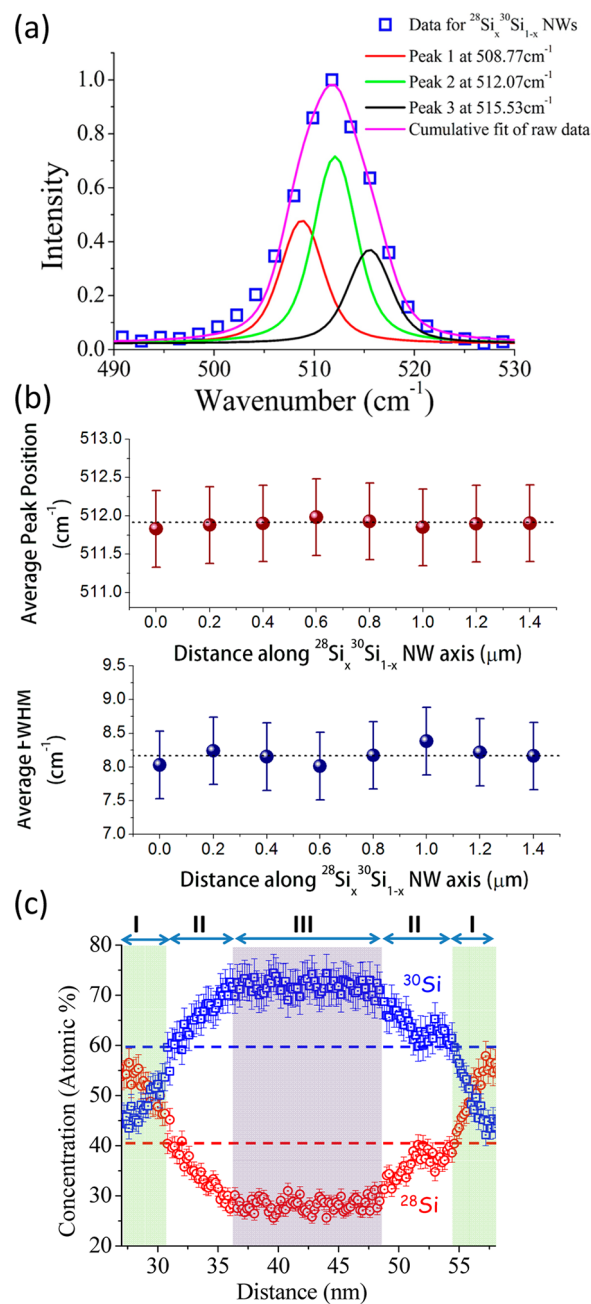 (a)
Data for ²⁸Siₓ³⁰Si₁₋ₓ NWs
Peak 1 at 508.77cm⁻¹
Peak 2 at 512.07cm⁻¹
Peak 3 at 515.53cm⁻¹
Cumulative fit of raw data
1.0
0.8
0.6
0.4
0.2
0.0
Intensity
490 500 510 520 530
Wavenumber (cm⁻¹)
(b)
513.0
512.5
512.0
511.5
511.0
Average Peak Position
(cm⁻¹)
0.0 0.2 0.4 0.6 0.8 1.0 1.2 1.4
Distance along ²⁸Siₓ³⁰Si₁₋ₓ NW axis (μm)
9.5
9.0
8.5
8.0
7.5
7.0
Average FWHM
(cm⁻¹)
0.0 0.2 0.4 0.6 0.8 1.0 1.2 1.4
Distance along ²⁸Siₓ³⁰Si₁₋ₓ NW axis (μm)
(c)
I II III II I
80
70
60
50
40
30
20
Concentration (Atomic %)
³⁰Si
²⁸Si
30 35 40 45 50 55
Distance (nm)